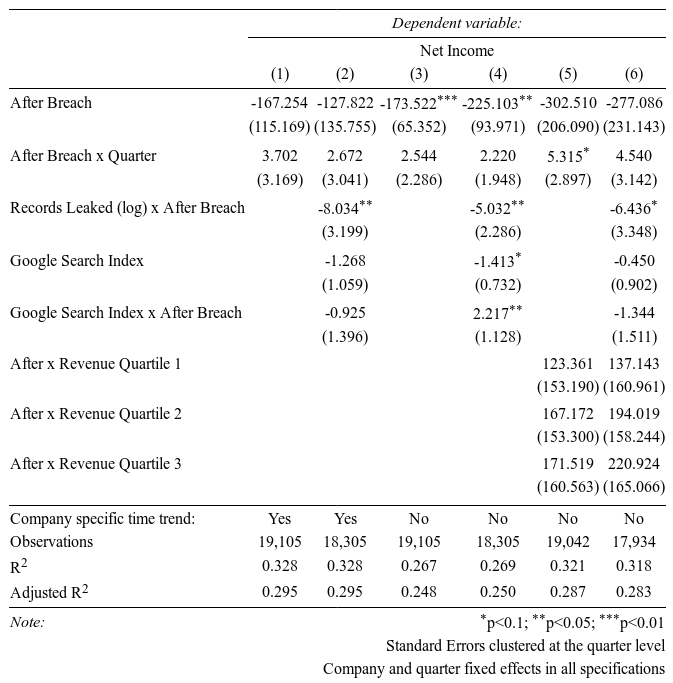 Dependent variable:
Net Income
(1) (2) (3) (4) (5) (6)
After Breach -167.254 -127.822 -173.522*** -225.103** -302.510 -277.086
(115.169) (135.755) (65.352) (93.971) (206.090) (231.143)
After Breach x Quarter 3.702 2.672 2.544 2.220 5.315* 4.540
(3.169) (3.041) (2.286) (1.948) (2.897) (3.142)
Records Leaked (log) x After Breach -8.034** -5.032** -6.436*
(3.199) (2.286) (3.348)
Google Search Index -1.268 -1.413* -0.450
(1.059) (0.732) (0.902)
Google Search Index x After Breach -0.925 2.217** -1.344
(1.396) (1.128) (1.511)
After x Revenue Quartile 1 123.361 137.143
(153.190) (160.961)
After x Revenue Quartile 2 167.172 194.019
(153.300) (158.244)
After x Revenue Quartile 3 171.519 220.924
(160.563) (165.066)
Company specific time trend: Yes Yes No No No No
Observations 19,105 18,305 19,105 18,305 19,042 17,934
R2 0.328 0.328 0.267 0.269 0.321 0.318
Adjusted R2 0.295 0.295 0.248 0.250 0.287 0.283
Note: *p<0.1; **p<0.05; ***p<0.01
Standard Errors clustered at the quarter level
Company and quarter fixed effects in all specifications